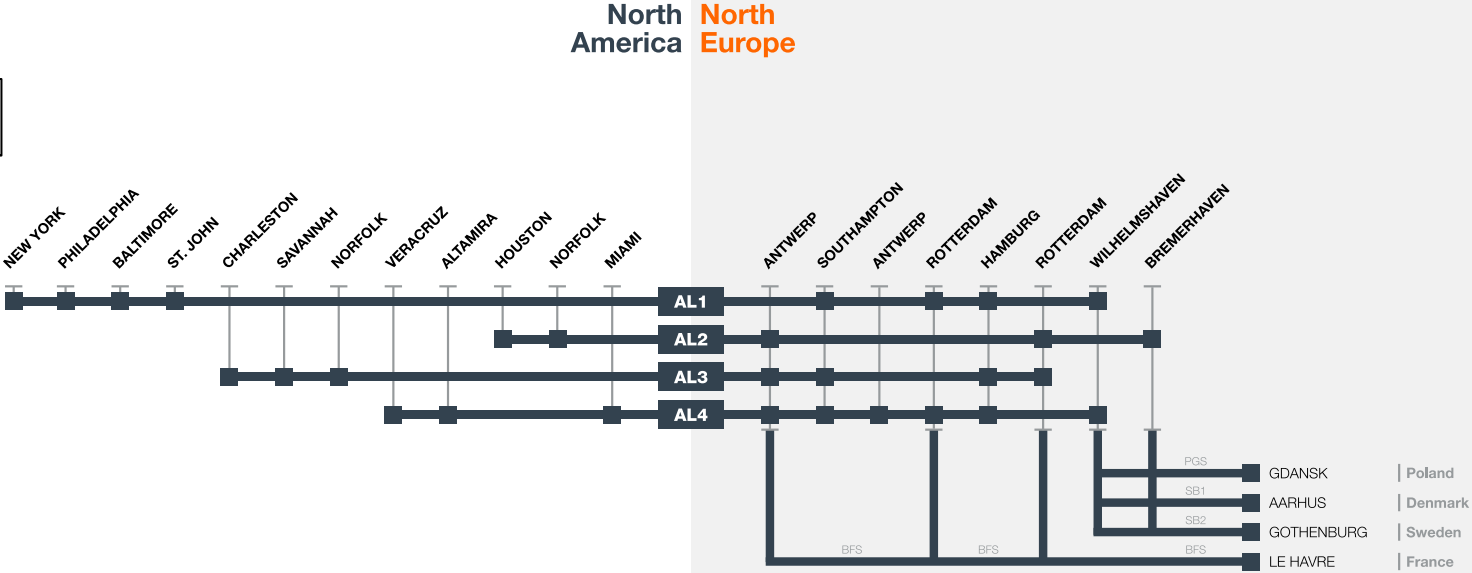 North North
America Europe
NEW YORK
PHILADELPHIA
BALTIMORE
ST. JOHN
CHARLESTON
SAVANNAH
NORFOLK
VERACRUZ
ALTAMIRA
HOUSTON
NORFOLK
MIAMI
ANTWERP
SOUTHAMPTON
ANTWERP
ROTTERDAM
HAMBURG
ROTTERDAM
WILHELMSHAVEN
BREMERHAVEN
AL1
AL2
AL3
AL4
PGS
GDANSK | Poland
SB1
AARHUS | Denmark
SB2
GOTHENBURG | Sweden
BFS BFS BFS
LE HAVRE | France